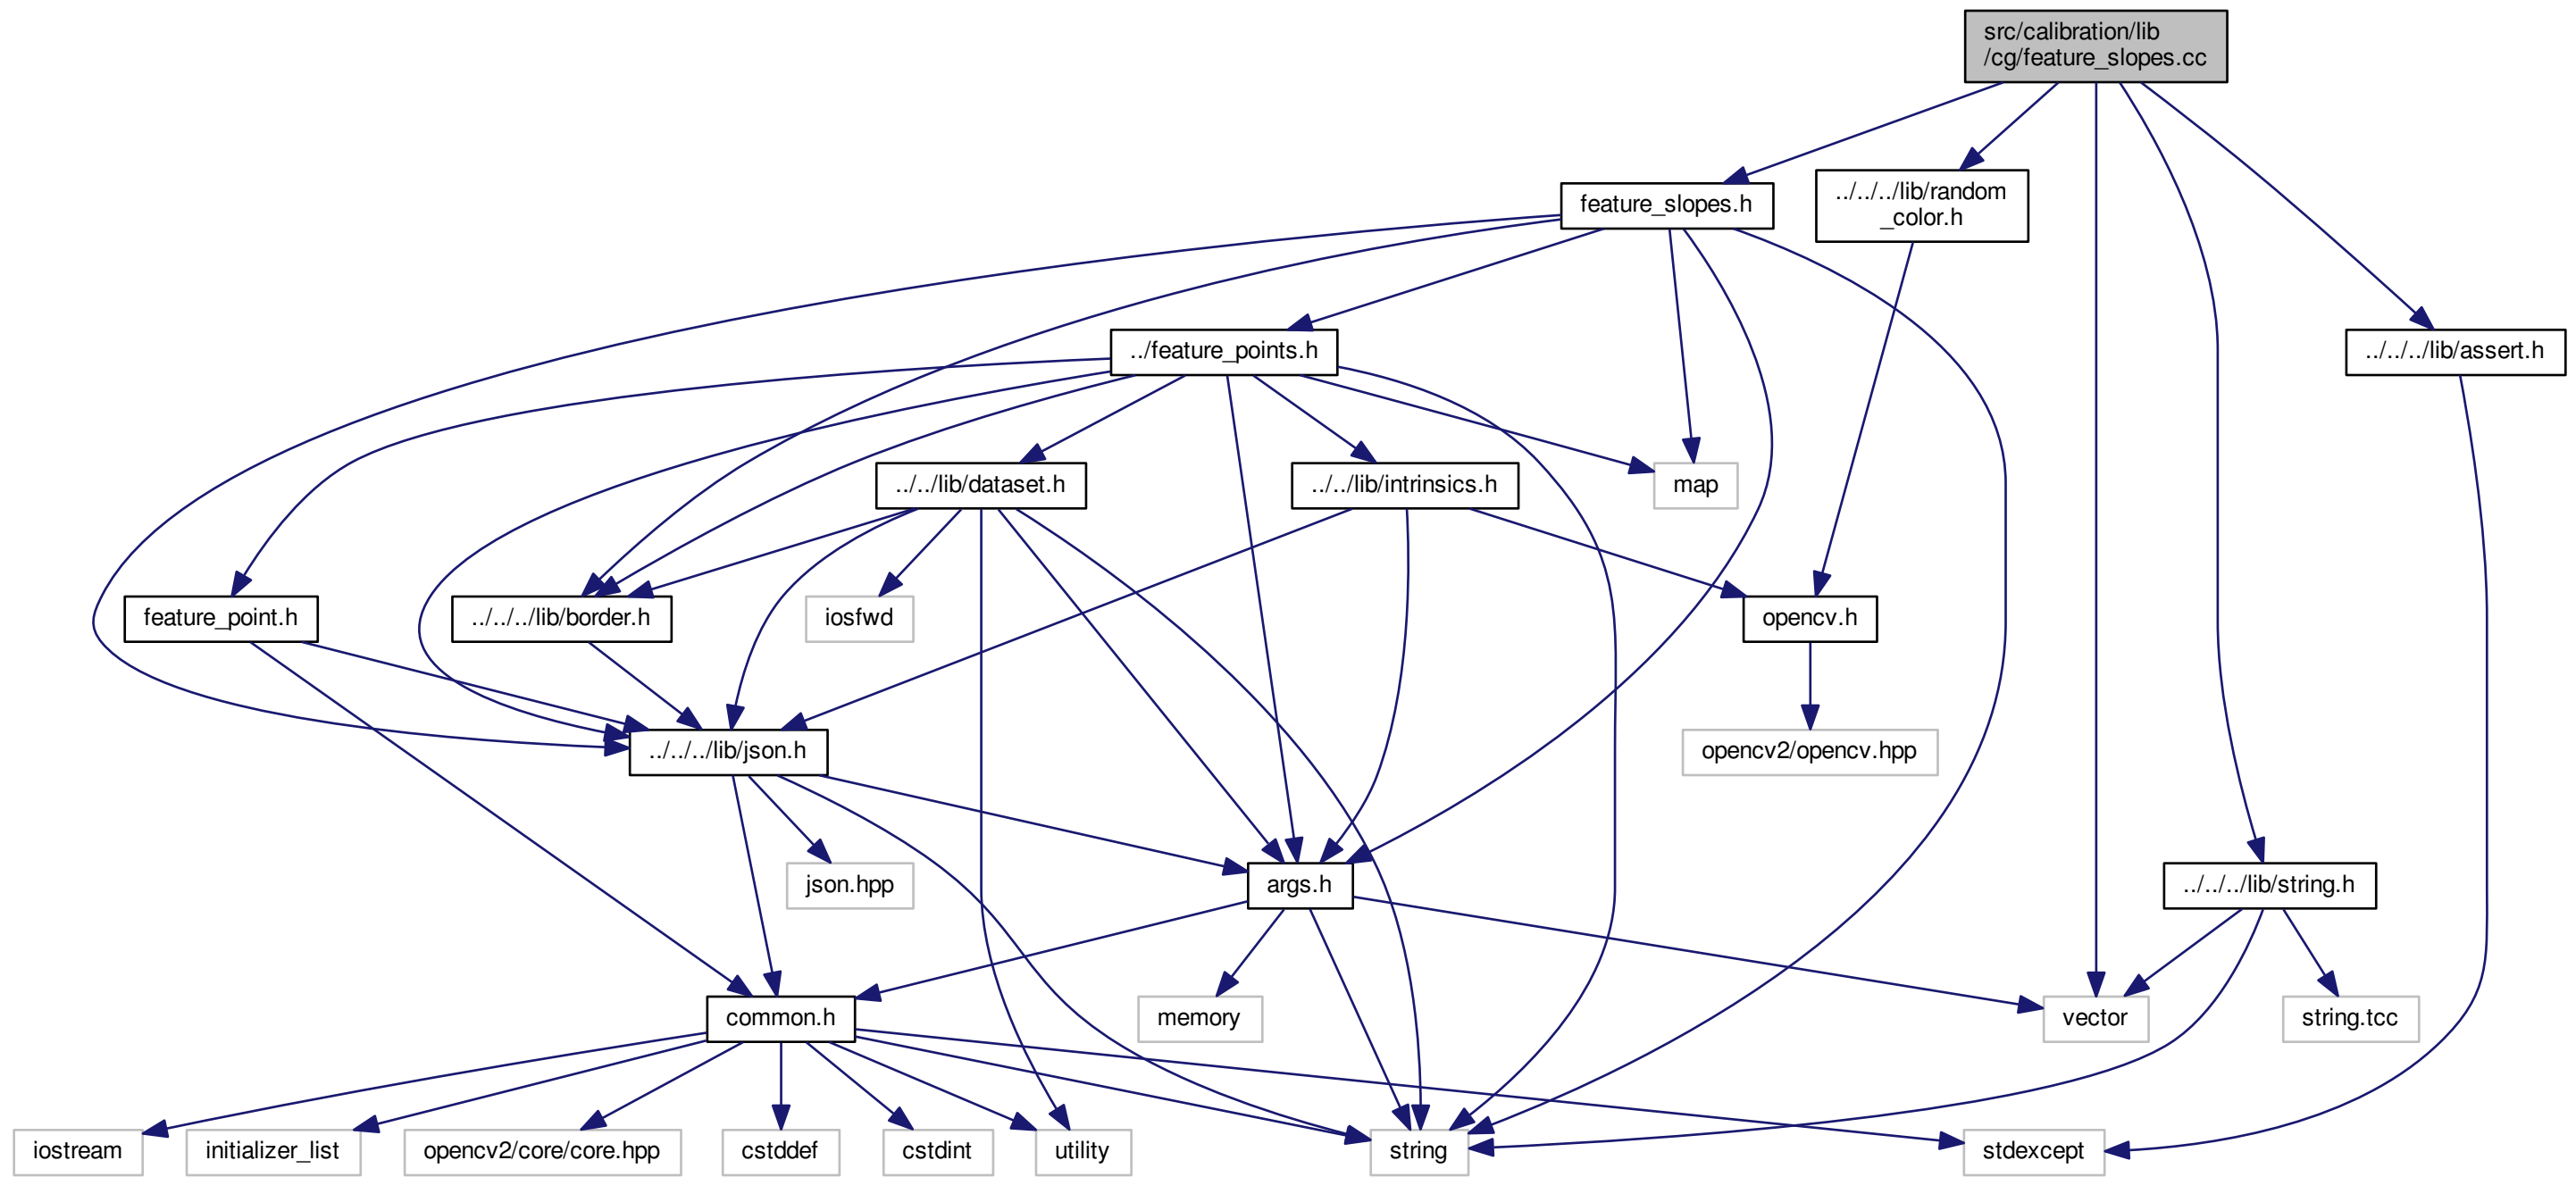 src/calibration/lib
/cg/feature_slopes.cc
feature_slopes.h
../../../lib/random
_color.h
../feature_points.h
../../../lib/assert.h
../../lib/dataset.h
../../lib/intrinsics.h
map
feature_point.h
../../../lib/border.h
iosfwd
opencv.h
../../../lib/json.h
opencv2/opencv.hpp
json.hpp
args.h
../../../lib/string.h
common.h
memory
vector
string.tcc
iostream
initializer_list
opencv2/core/core.hpp
cstddef
cstdint
utility
string
stdexcept